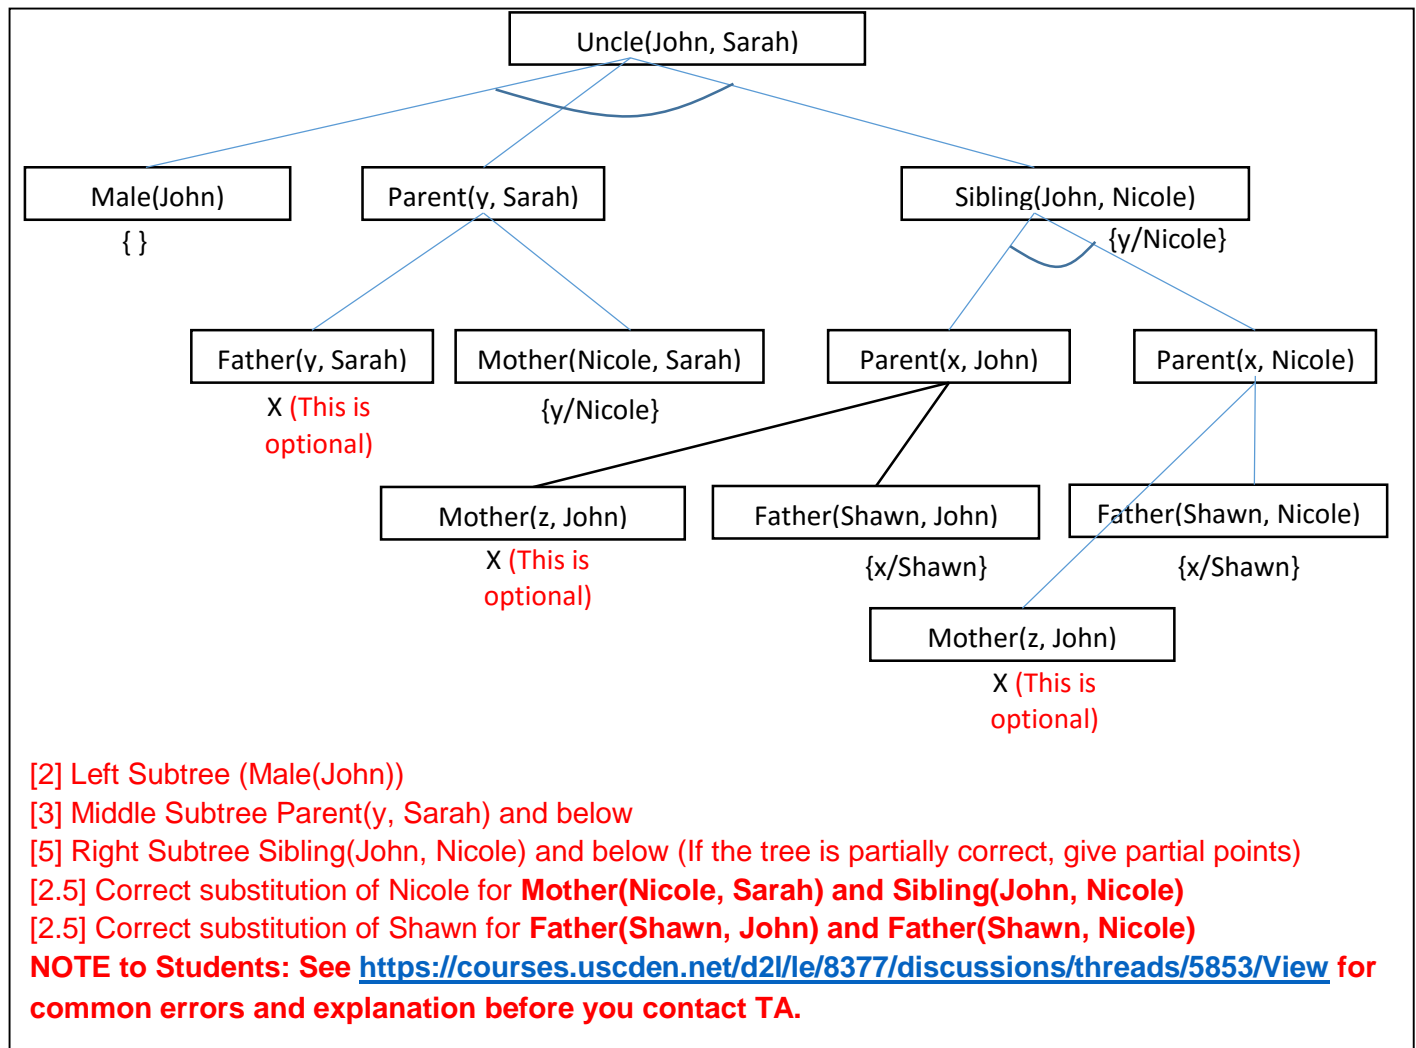 Uncle(John, Sarah)
Male(John)
Parent(y, Sarah)
Sibling(John, Nicole)
{ }
{y/Nicole}
Father(y, Sarah)
Mother(Nicole, Sarah)
Parent(x, John)
Parent(x, Nicole)
X (This is
optional)
{y/Nicole}
Mother(z, John)
Father(Shawn, John)
Father(Shawn, Nicole)
X (This is
optional)
{x/Shawn}
{x/Shawn}
Mother(z, John)
X (This is
optional)
[2] Left Subtree (Male(John))
[3] Middle Subtree Parent(y, Sarah) and below
[5] Right Subtree Sibling(John, Nicole) and below (If the tree is partially correct, give partial points)
[2.5] Correct substitution of Nicole for Mother(Nicole, Sarah) and Sibling(John, Nicole)
[2.5] Correct substitution of Shawn for Father(Shawn, John) and Father(Shawn, Nicole)
NOTE to Students: See https://courses.uscden.net/d2l/le/8377/discussions/threads/5853/View for
common errors and explanation before you contact TA.